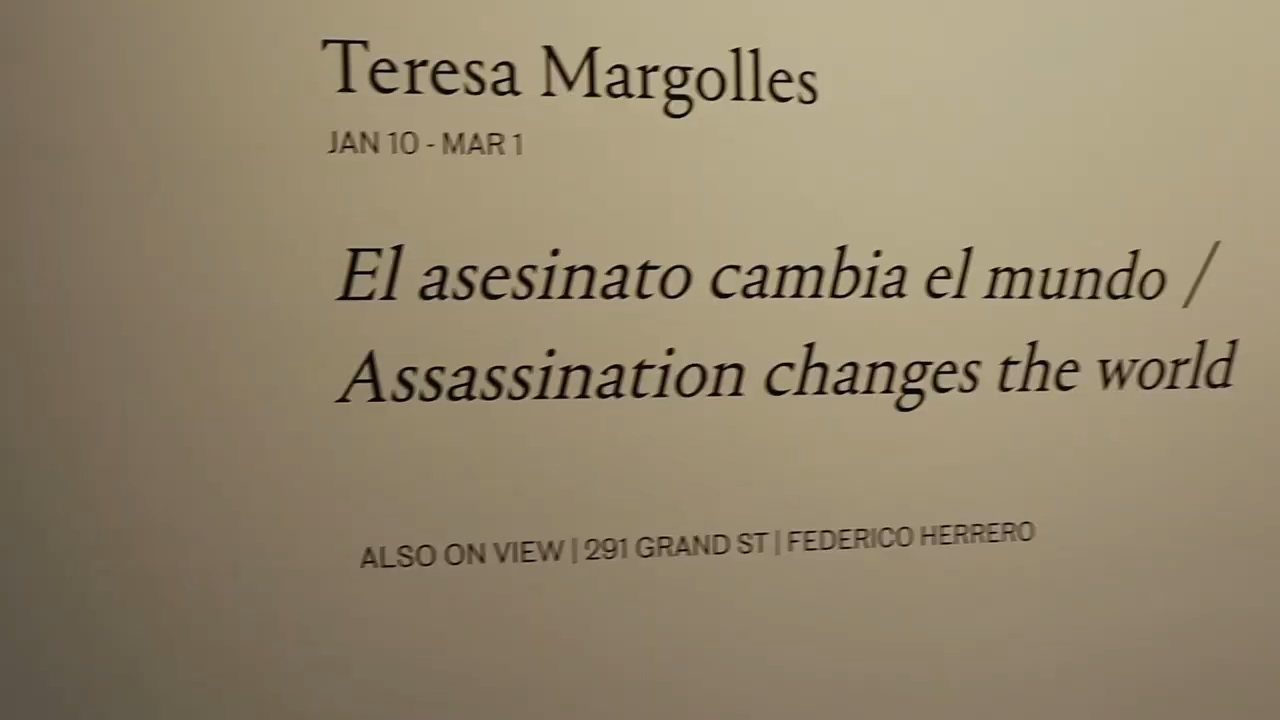 Teresa Margolles
JAN 10 - MAR 1
El asesinato cambia el mundo /
Assassination changes the world
ALSO ON VIEW | 291 GRAND ST | FEDERICO HERRERO